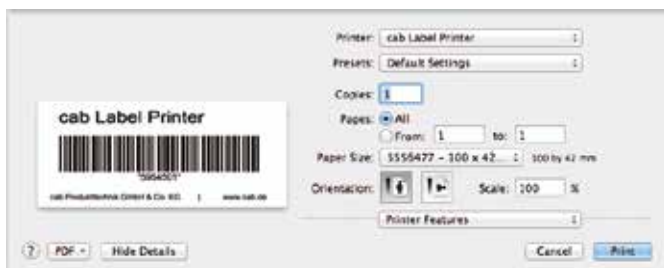 Printer: cab Label Printer
Presets: Default Settings
Copies: 1
Pages: All
From: 1 to: 1
Paper Size: 5556477 - 100 x 42... 100 by 42 mm
Orientation: Scale: 100 %
Printer Features
cab Label Printer
cab Produkttechnik GmbH & Co. KG | www.cab.de
? PDF Hide Details Cancel Print